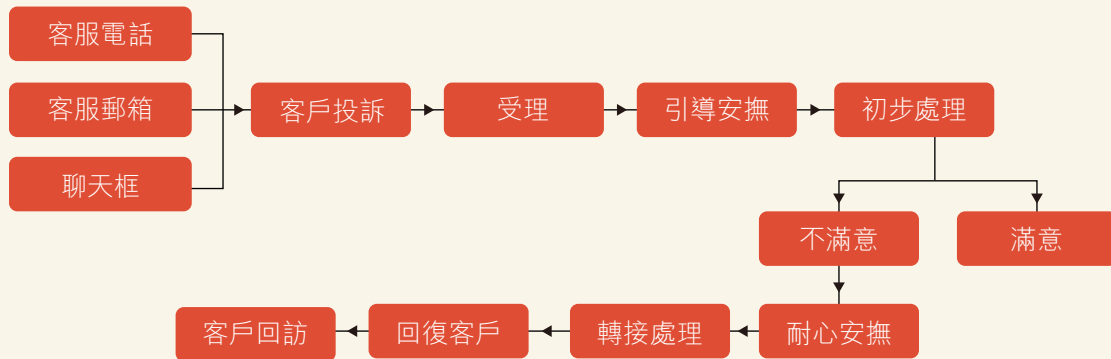 客服電話
客服郵箱
聊天框
客戶投訴
受理
引導安撫
初步處理
不滿意
滿意
耐心安撫
轉接處理
回復客戶
客戶回訪